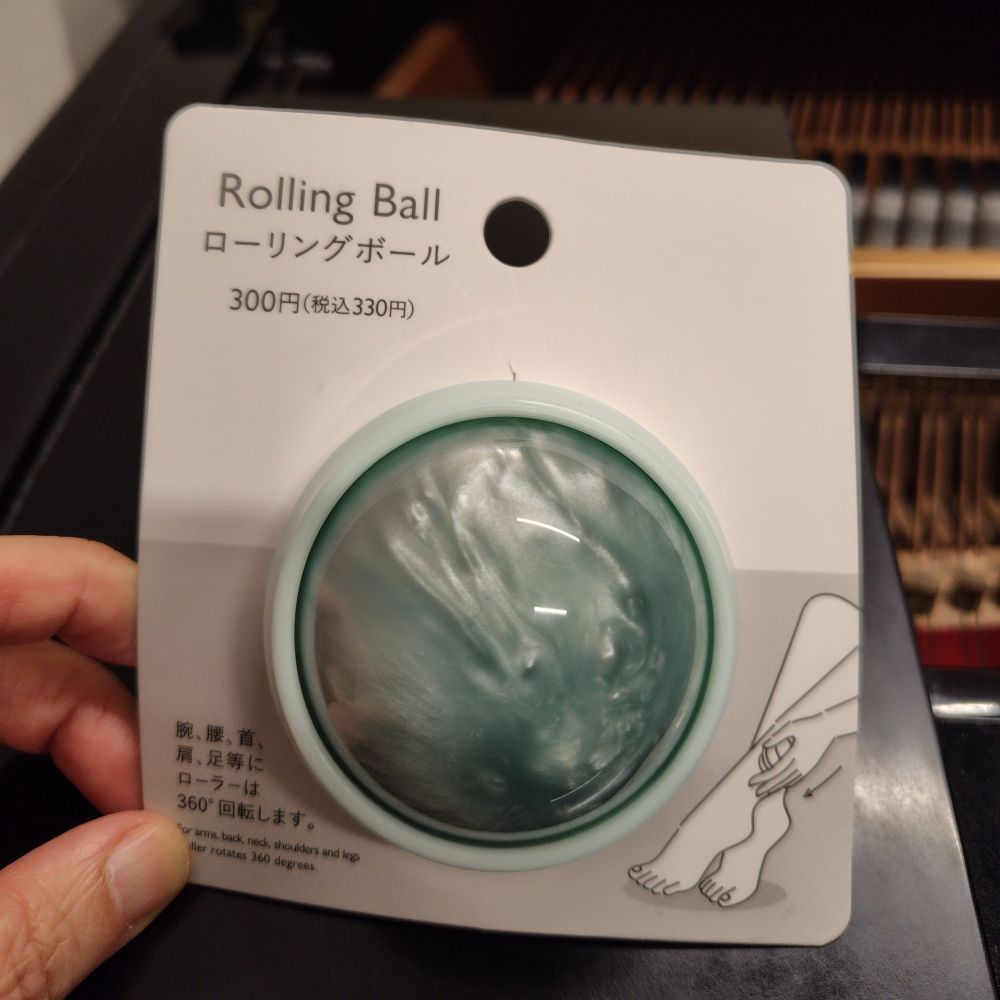 Rolling Ball
ローリングボール
300円(税込330円)
腕、腰、首、
肩、足等に
ローラーは
360°回転します。
For arms, back, neck, shoulders and legs
rotates 360 degrees.